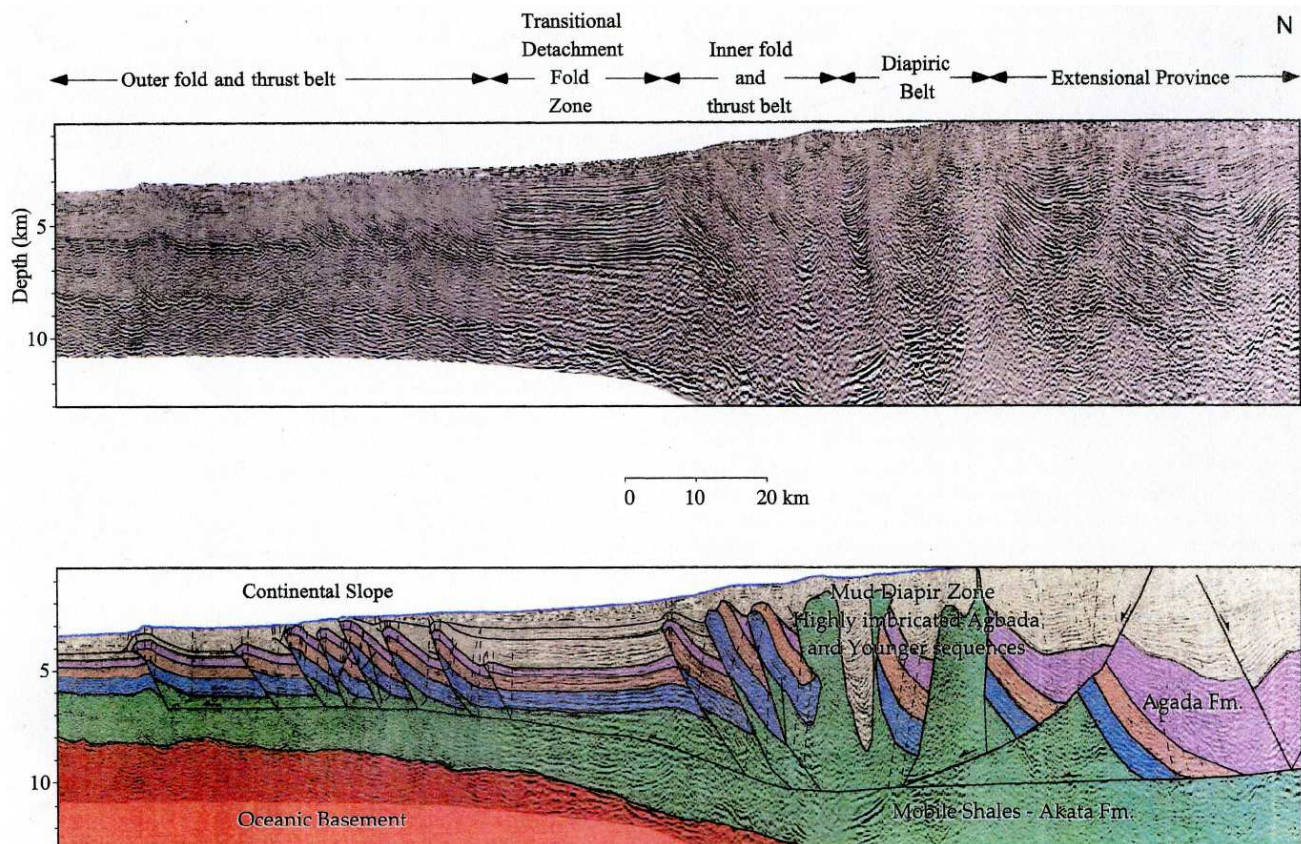 N
Transitional
Detachment
Fold
Zone
Inner fold
and
thrust belt
Diapiric
Belt
Outer fold and thrust belt
Extensional Province
Depth (km)
5
10
0 10 20 km
Continental Slope
Mud Diapir Zone
Highly imbricated Agbada
and Younger sequences
5
Agada Fm.
10
Oceanic Basement
Mobile Shales - Akata Fm.